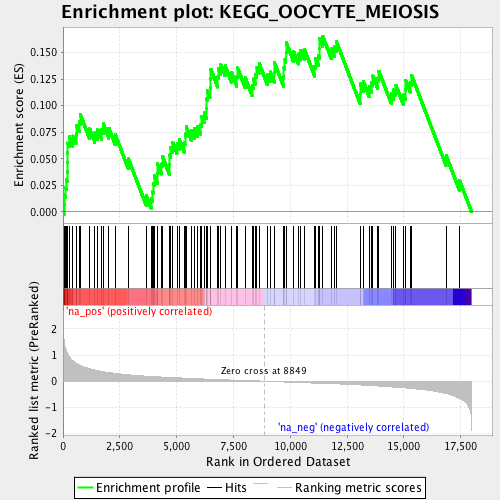 Enrichment plot: KEGG_OOCYTE_MEIOSIS
Enrichment score (ES)
0.150
0.125
0.100
0.075
0.050
0.025
0.000
'na_pos' (positively correlated)
Ranked list metric (PreRanked)
2
1
0
-1
-2
Zero cross at 8849
'na_neg' (negatively correlated)
0
2,500
5,000
7,500
10,000
12,500
15,000
17,500
Rank in Ordered Dataset
Enrichment profile
Hits
Ranking metric scores